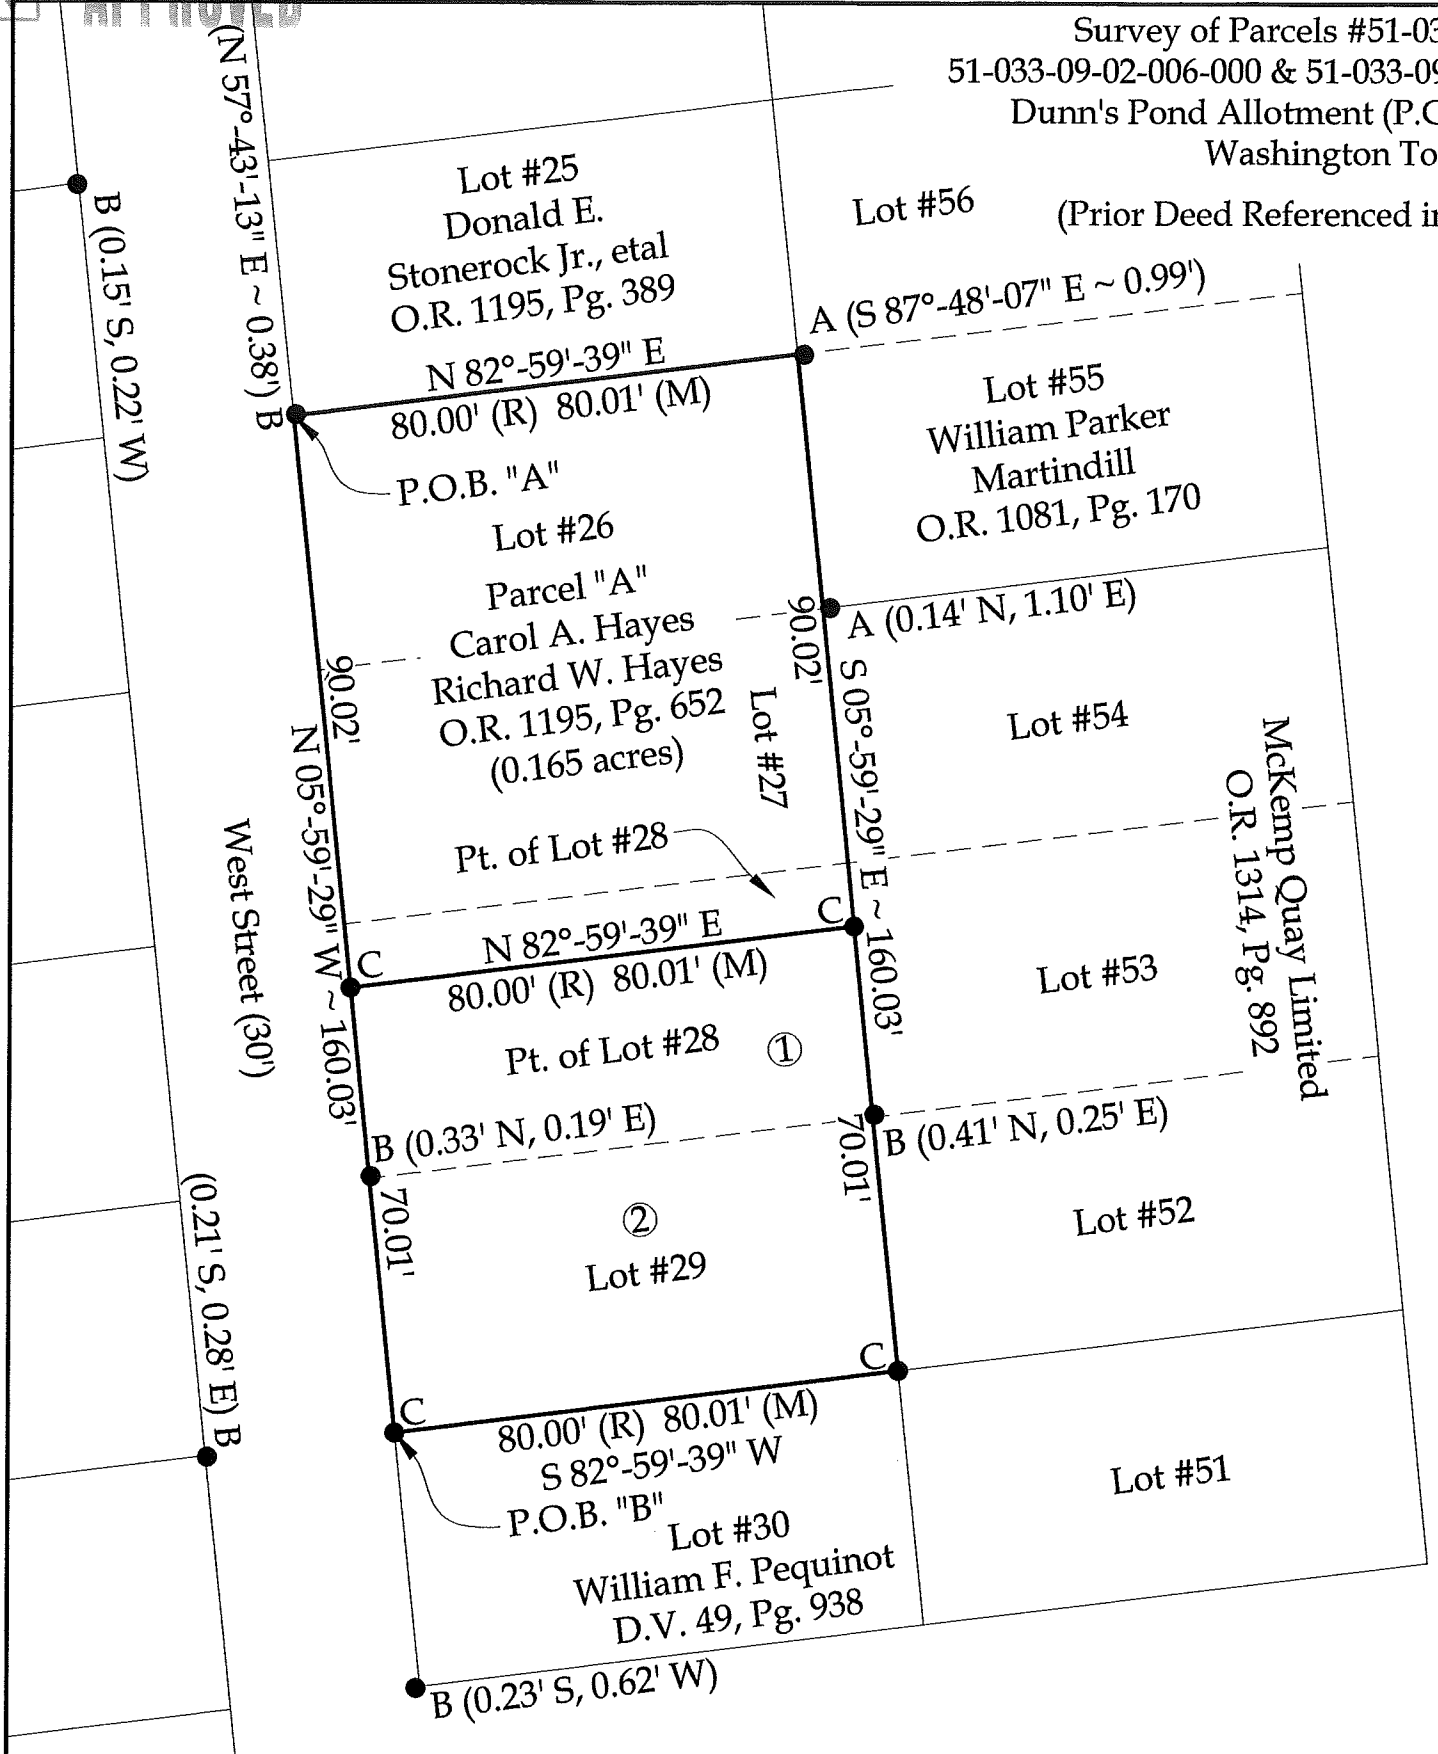 APPROVED
Survey of Parcels #51-03
51-033-09-02-006-000 & 51-033-09
Dunn's Pond Allotment (P.C
Washington To
(Prior Deed Referenced in
(N 57°-43'-13" E ~ 0.38') B
B (0.15' S, 0.22' W)
Lot #25
Donald E.
Stonerock Jr., etal
O.R. 1195, Pg. 389
Lot #56
A (S 87°-48'-07" E ~ 0.99')
N 82°-59'-39" E
80.00' (R) 80.01' (M)
P.O.B. "A"
Lot #55
William Parker
Martindill
O.R. 1081, Pg. 170
Lot #26
Parcel "A"
Carol A. Hayes
Richard W. Hayes
O.R. 1195, Pg. 652
(0.165 acres)
90.02'
90.02'
A (0.14' N, 1.10' E)
Lot #27
S 05°-59'-29" E ~ 160.03'
N 05°-59'-29" W ~ 160.03'
Lot #54
McKemp Quay Limited
O.R. 1314, Pg. 892
West Street (30')
Pt. of Lot #28
C
N 82°-59'-39" E
C
80.00' (R) 80.01' (M)
Lot #53
Pt. of Lot #28
1
B (0.33' N, 0.19' E)
B (0.41' N, 0.25' E)
70.01'
70.01'
(0.21' S, 0.28' E) B
2
Lot #29
Lot #52
C
C
80.00' (R) 80.01' (M)
S 82°-59'-39" W
P.O.B. "B"
Lot #30
William F. Pequinot
D.V. 49, Pg. 938
Lot #51
B (0.23' S, 0.62' W)